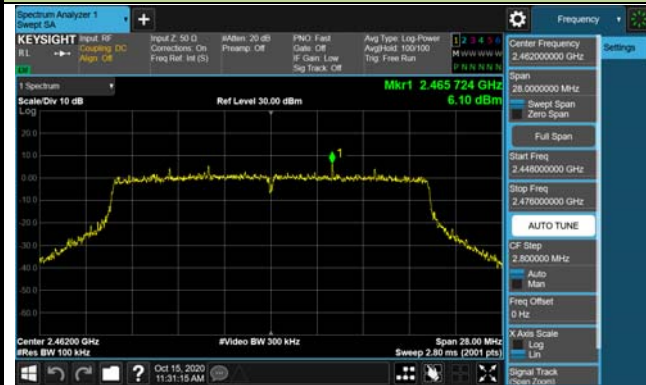 Spectrum Analyzer 1
Swept SA
+
Frequency
KEYSIGHT
Input: RF
Coupling: DC
Align: Off
Input Z: 50 Ω
Corrections: On
Freq Ref: Int (S)
#Atten: 20 dB
Preamp: Off
PNO: Fast
Gate: Off
IF Gain: Low
Sig Track: Off
Avg Type: Log-Power
Avg|Hold: 100/100
Trig: Free Run
1 2 3 4 5 6
M W W W W W
P N N N N N
RL
LW
1 Spectrum
Scale/Div 10 dB
Ref Level 30.00 dBm
Mkr1 2.465 724 GHz
6.10 dBm
Log
20.0
10.0
0.00
-10.0
-20.0
-30.0
-40.0
-50.0
-60.0
1
Center 2.46200 GHz
#Video BW 300 kHz
Span 28.00 MHz
#Res BW 100 kHz
Sweep 2.80 ms (2001 pts)
Oct 15, 2020
11:31:15 AM
Center Frequency
2.462000000 GHz
Settings
Span
28.0000000 MHz
Swept Span
Zero Span
Full Span
Start Freq
2.448000000 GHz
Stop Freq
2.476000000 GHz
AUTO TUNE
CF Step
2.800000 MHz
Auto
Man
Freq Offset
0 Hz
X Axis Scale
Log
Lin
Signal Track
(Span Zoom)